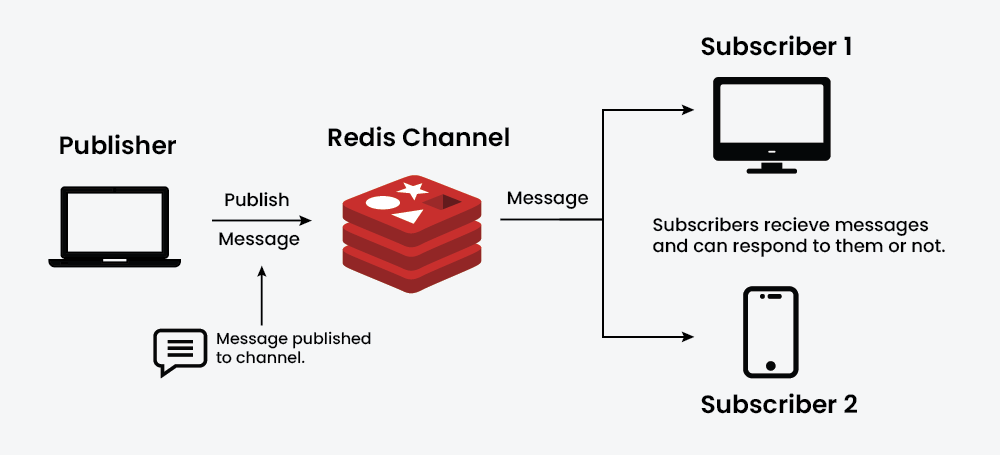 Subscriber 1
Publisher
Redis Channel
Publish
Message
Message
Subscribers recieve messages
and can respond to them or not.
Message published
to channel.
Subscriber 2